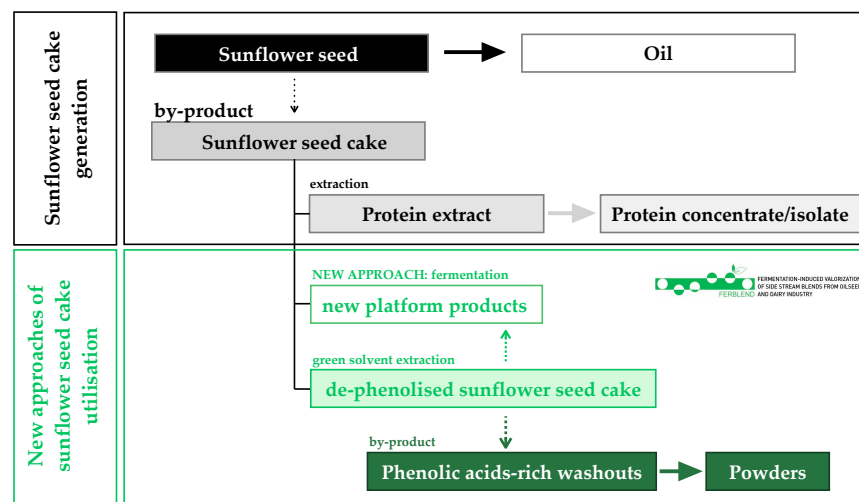 Sunflower seed cake
generation
Sunflower seed
Oil
by-product
Sunflower seed cake
extraction
Protein extract
Protein concentrate/isolate
New approaches of
sunflower seed cake
utilisation
NEW APPROACH: fermentation
new platform products
FERBLEND
FERMENTATION-INDUCED VALORIZATION
OF SIDE STREAM BLENDS FROM OILSEE
AND DAIRY INDUSTRY
green solvent extraction
de-phenolised sunflower seed cake
by-product
Phenolic acids-rich washouts
Powders